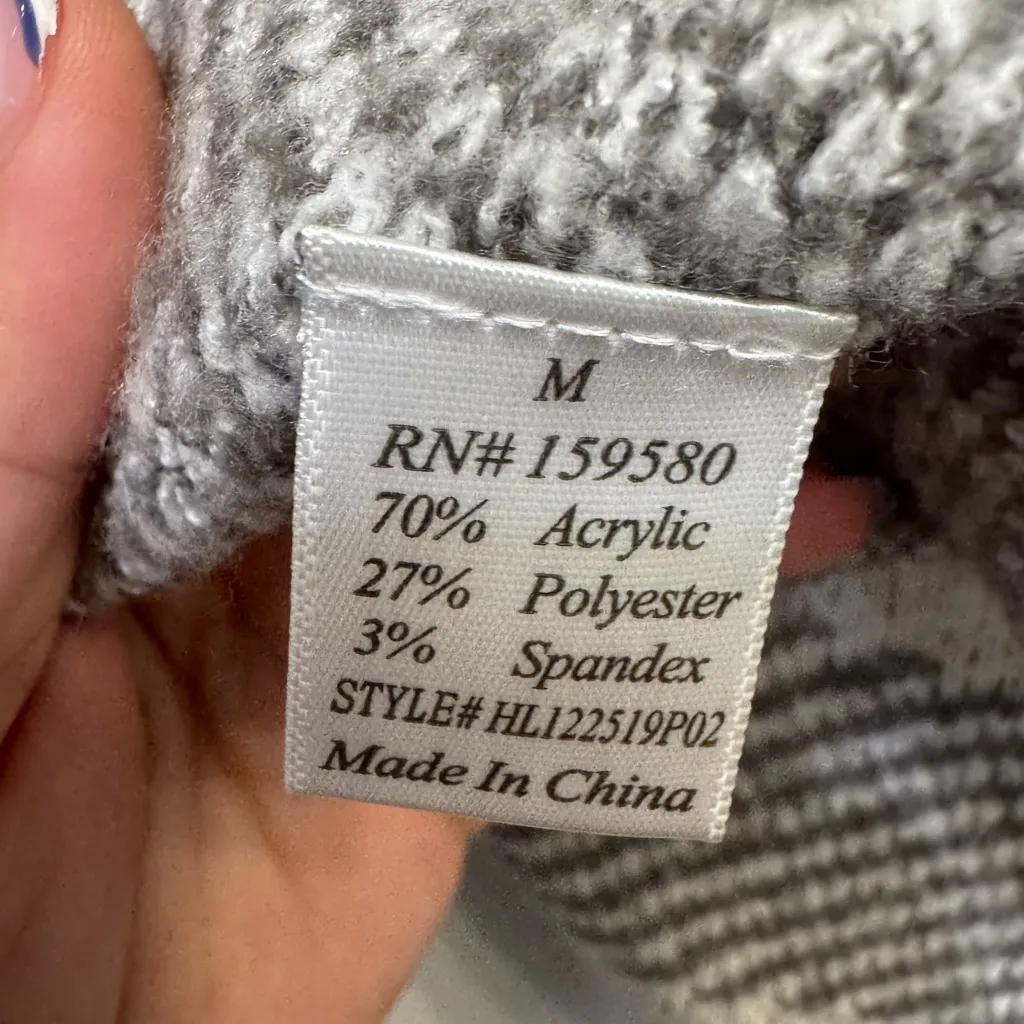 M
RN# 159580
70% Acrylic
27% Polyester
3% Spandex
STYLE# HL122519P02
Made In China